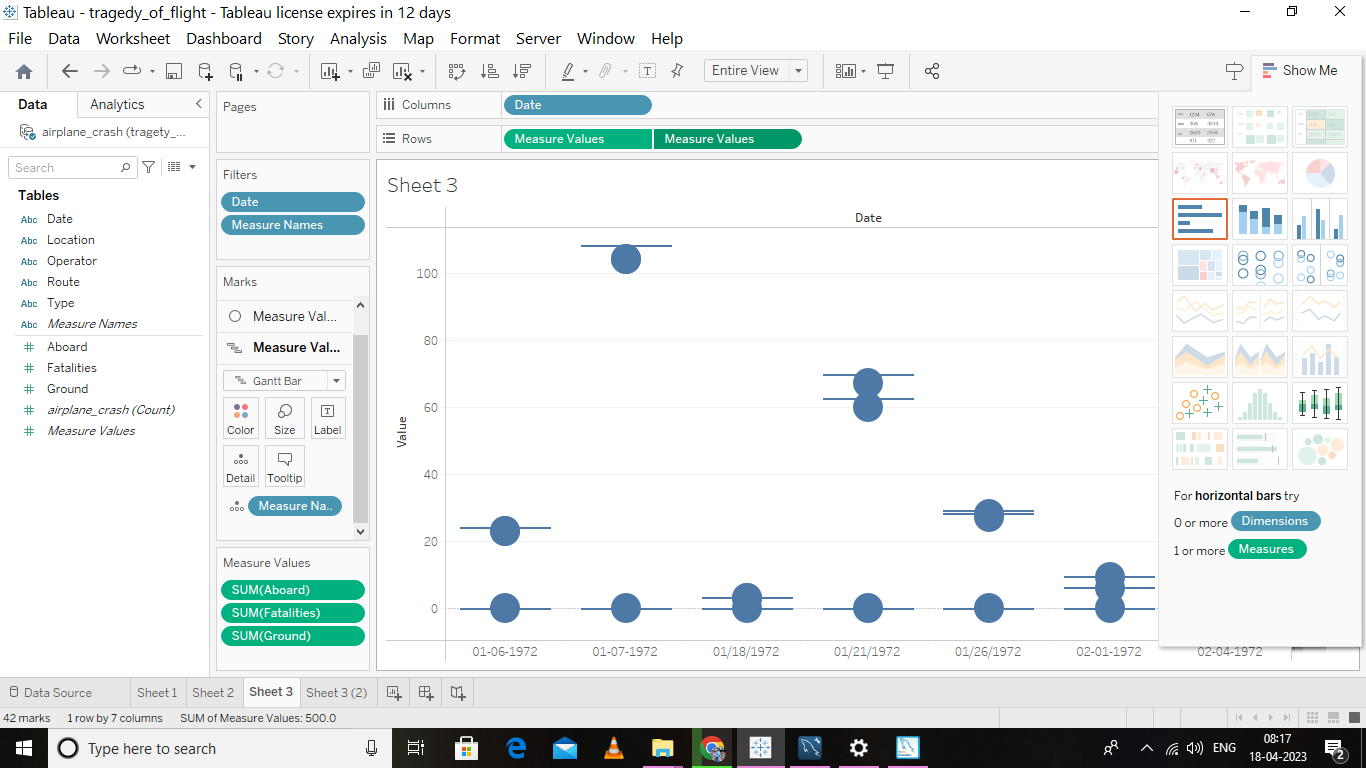 Tableau - tragedy_of_flight - Tableau license expires in 12 days
File Data Worksheet Dashboard Story Analysis Map Format Server Window Help
Entire View
Show Me
Data Analytics
airplane_crash (tragety_...
Search
Tables
Abc Date
Abc Location
Abc Operator
Abc Route
Abc Type
Abc Measure Names
Aboard
Fatalities
Ground
airplane_crash (Count)
Measure Values
Pages
Filters
Date
Measure Names
Marks
Measure Val...
Measure Val...
Gantt Bar
Color Size Label
Detail Tooltip
Measure Na..
Measure Values
SUM(Aboard)
SUM(Fatalities)
SUM(Ground)
Columns Date
Rows Measure Values Measure Values
Sheet 3
Date
Value
100
80
60
40
20
0
01-06-1972 01-07-1972 01/18/1972 01/21/1972 01/26/1972 02-01-1972 02-04-1972
For horizontal bars try
0 or more Dimensions
1 or more Measures
Data Source Sheet 1 Sheet 2 Sheet 3 Sheet 3 (2)
42 marks 1 row by 7 columns SUM of Measure Values: 500.0
Type here to search
ENG
08:17
18-04-2023
2